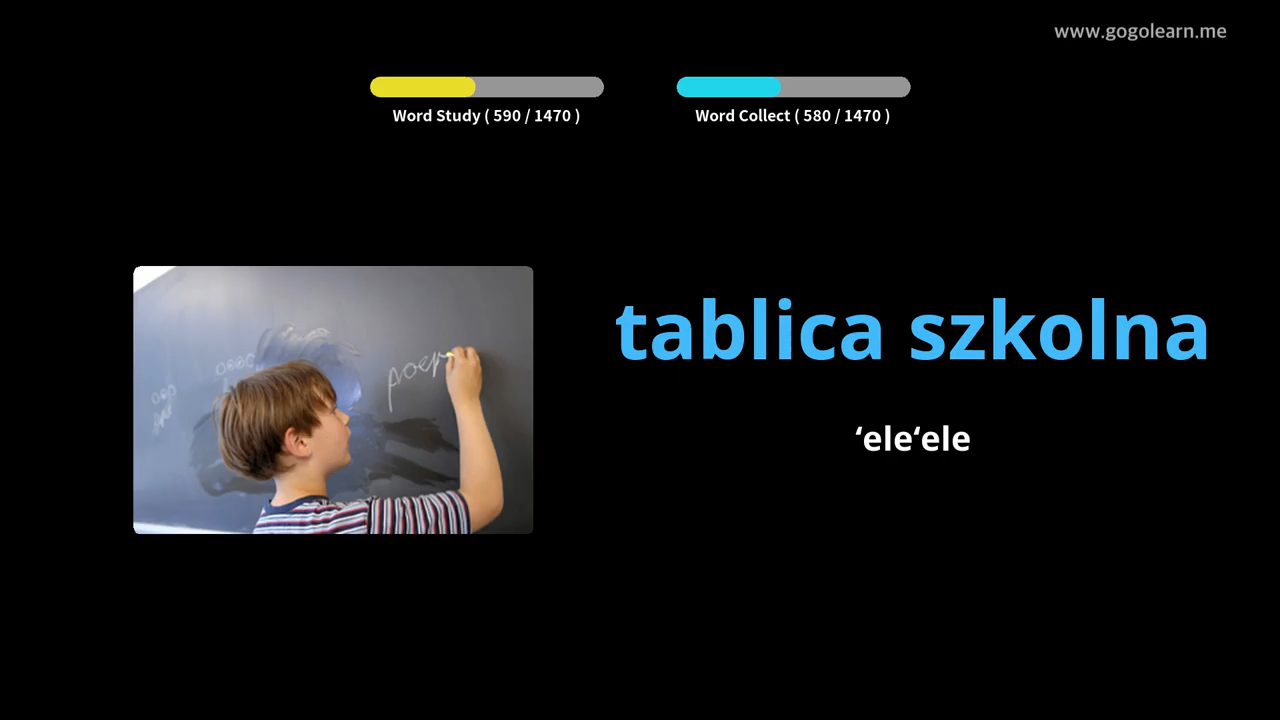 www.gogolearn.me
Word Study ( 590 / 1470 )
Word Collect ( 580 / 1470 )
tablica szkolna
ʻeleʻele